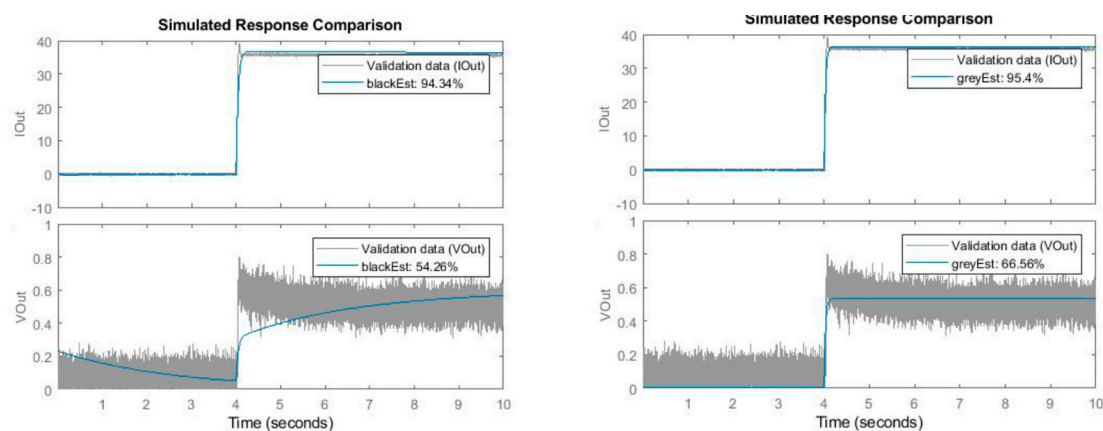 Simulated Response Comparison
40
30
20
10
0
-10
IOut
Validation data (IOut)
blackEst: 94.34%
1
0.8
0.6
0.4
0.2
0
VOut
Validation data (VOut)
blackEst: 54.26%
1 2 3 4 5 6 7 8 9 10
Time (seconds)
Simulated Response Comparison
40
30
20
10
0
-10
IOut
Validation data (IOut)
greyEst: 95.4%
1
0.8
0.6
0.4
0.2
0
VOut
Validation data (VOut)
greyEst: 66.56%
1 2 3 4 5 6 7 8 9 10
Time (seconds)